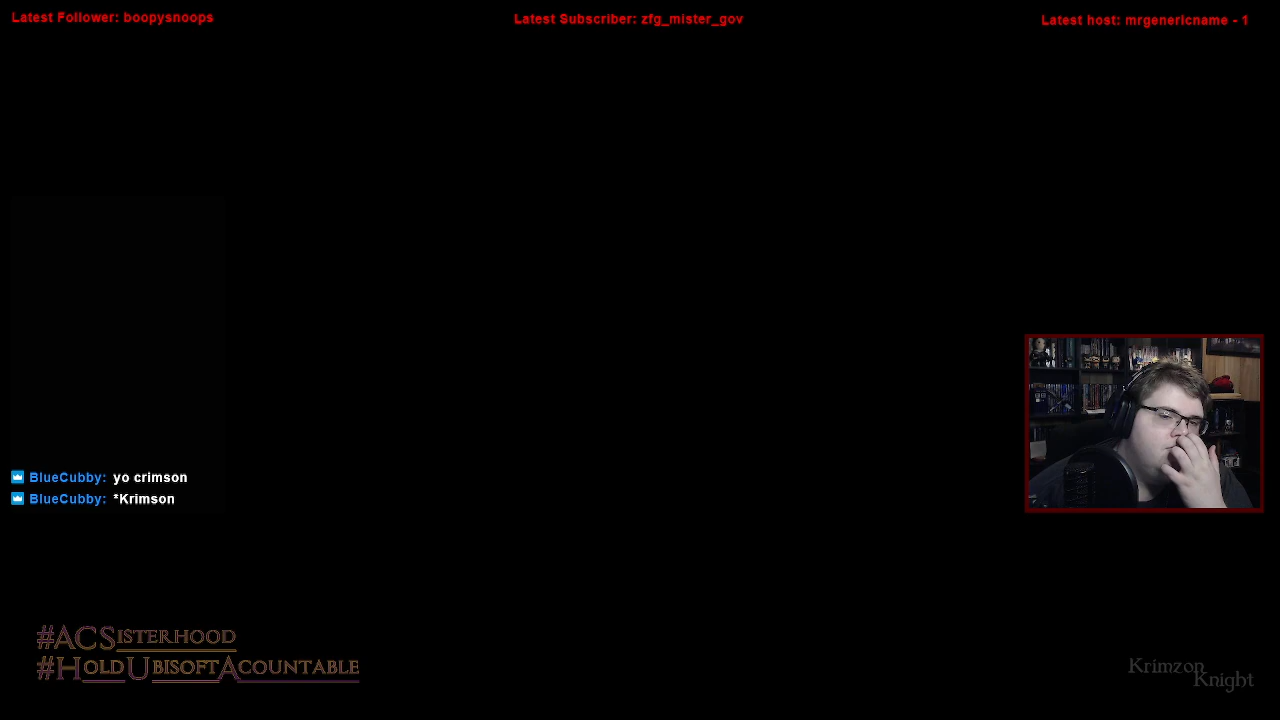 Latest Follower: boopysnoops
Latest Subscriber: zfg_mister_gov
Latest host: mrgenericname - 1
BlueCubby: yo crimson
BlueCubby: *Krimson
#ACSisterhood
#HoldUbisoftAcountable
Krimzon
Knight